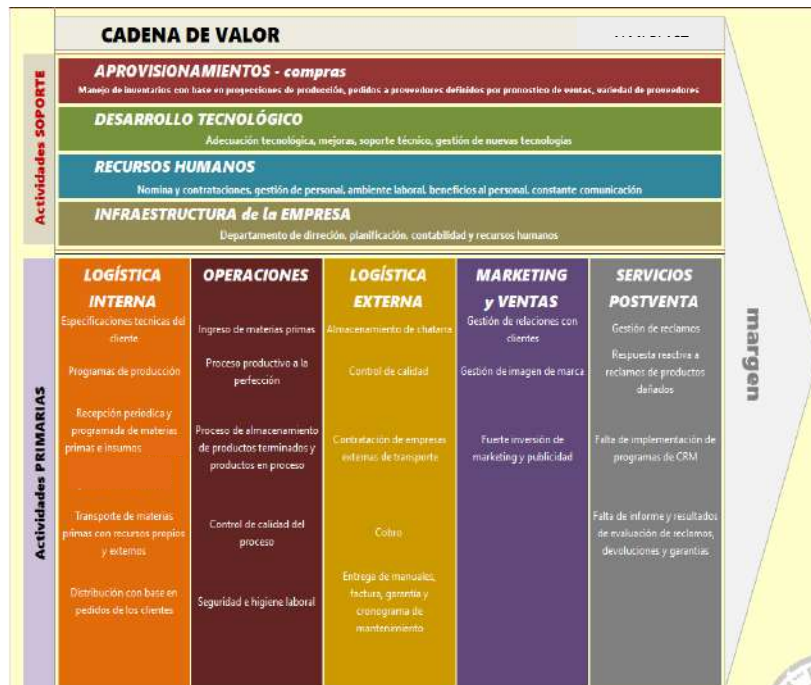 CADENA DE VALOR
Actividades SOPORTE
APROVISIONAMIENTOS - compras
Manejo de inventarios con base en proyecciones de producción, pedidos a proveedores definidos por pronostico de ventas, variedad de proveedores
DESARROLLO TECNOLÓGICO
Adecuación tecnológica, mejoras, soporte técnico, gestión de nuevas tecnologías
RECURSOS HUMANOS
Nomina y contrataciones, gestión de personal, ambiente laboral, beneficios al personal, constante comunicación
INFRAESTRUCTURA de la EMPRESA
Departamento de dirreción, planificación, contabilidad y recursos humanos
Actividades PRIMARIAS
LOGÍSTICA
INTERNA
Especificaciones tecnicas del
cliente
Programas de producción
Recepción periodica y
programada de materias
primas e insumos
Transporte de materias
primas con recursos propios
y externos
Distribución con base en
pedidos de los clientes
OPERACIONES
Ingreso de materias primas
Proceso productivo a la
perfección
Proceso de almacenamiento
de productos terminados y
productos en proceso
Control de calidad del
proceso
Seguridad e higiene laboral
LOGÍSTICA
EXTERNA
Almacenamiento de chatarra
Control de calidad
Contratación de empresas
externas de transporte
Cobro
Entrega de manuales,
factura, garantía y
cronograma de
mantenimiento
MARKETING
y VENTAS
Gestión de relaciones con
clientes
Gestión de imagen de marca
Fuerte inversión de
marketing y publicidad
SERVICIOS
POSTVENTA
Gestión de reclamos
Respuesta reactiva a
reclamos de productos
dañados
Falta de implementación de
programas de CRM
Falta de informe y resultados
de evaluación de reclamos,
devoluciones y garantías
margen